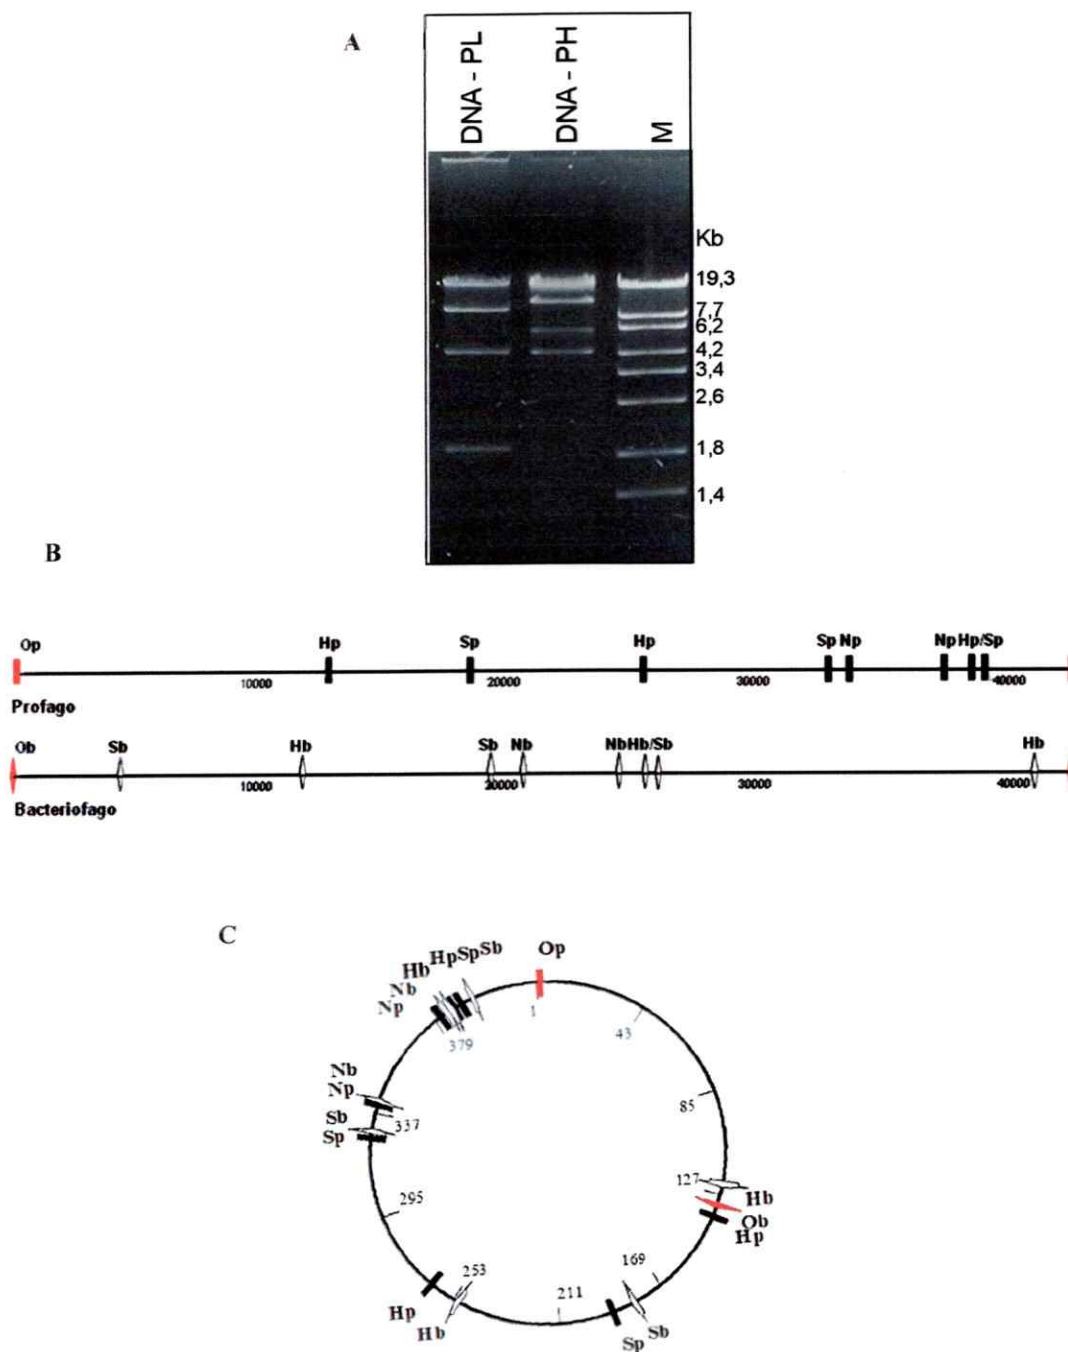 A
DNA - PL
DNA - PH
M
Kb
19,3
7,7
6,2
4,2
3,4
2,6
1,8
1,4
B
Op Hp Sp Hp Sp Np Np Hp/Sp
10000 20000 30000 40000
Profago
Ob Sb Hb Sb Nb Nb Hb/Sb Hb
10000 20000 30000 40000
Bacteriofago
C
Hb Hp Sp Sb Op
Nb
Np
1
43
379
85
Nb
Np
337
Sb
Sp
127
Hb
Ob
Hp
295
169
253
211
Hp
Hb
Sb
Sp